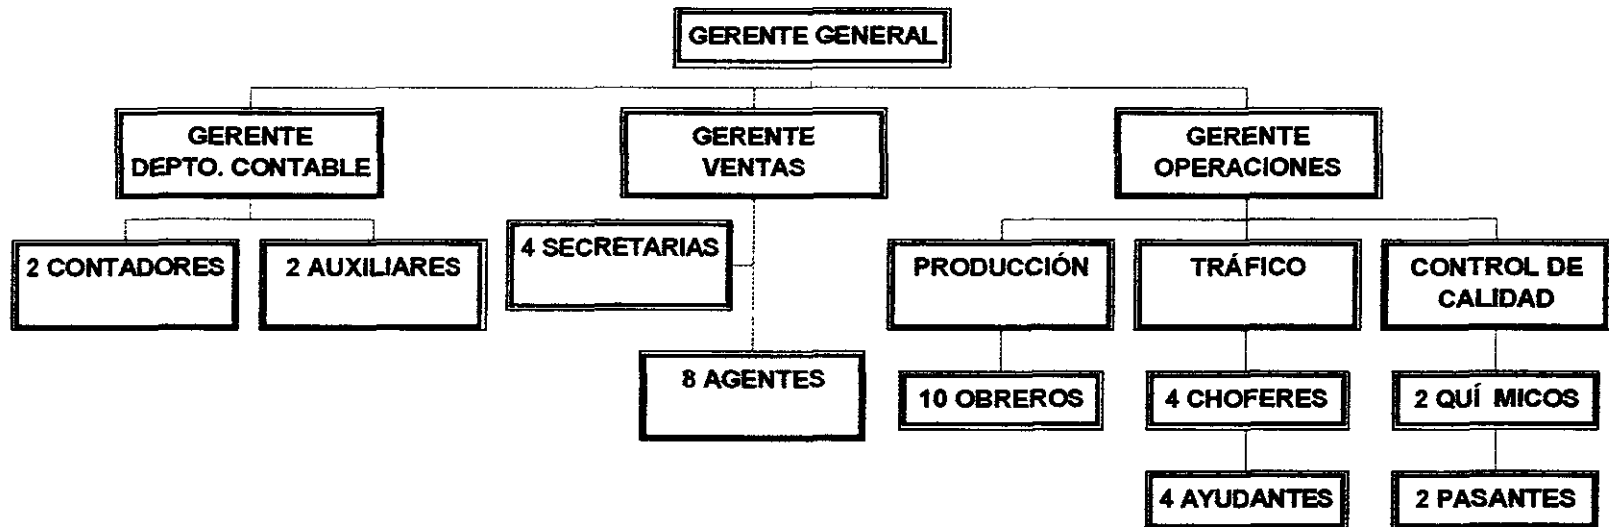 GERENTE GENERAL
GERENTE
DEPTO. CONTABLE
GERENTE
VENTAS
GERENTE
OPERACIONES
2 CONTADORES
2 AUXILIARES
4 SECRETARIAS
PRODUCCIÓN
TRÁFICO
CONTROL DE
CALIDAD
8 AGENTES
10 OBREROS
4 CHOFERES
2 QUÍ MICOS
4 AYUDANTES
2 PASANTES